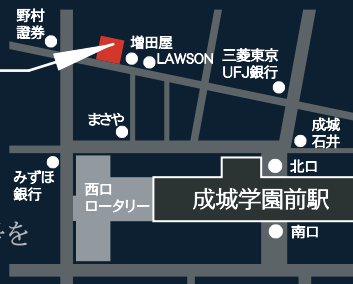 野村
證券
増田屋
LAWSON
三菱東京
UFJ銀行
まさや
成城
石井
みずほ
銀行
北口
西口
ロータリー
成城学園前駅
南口
を